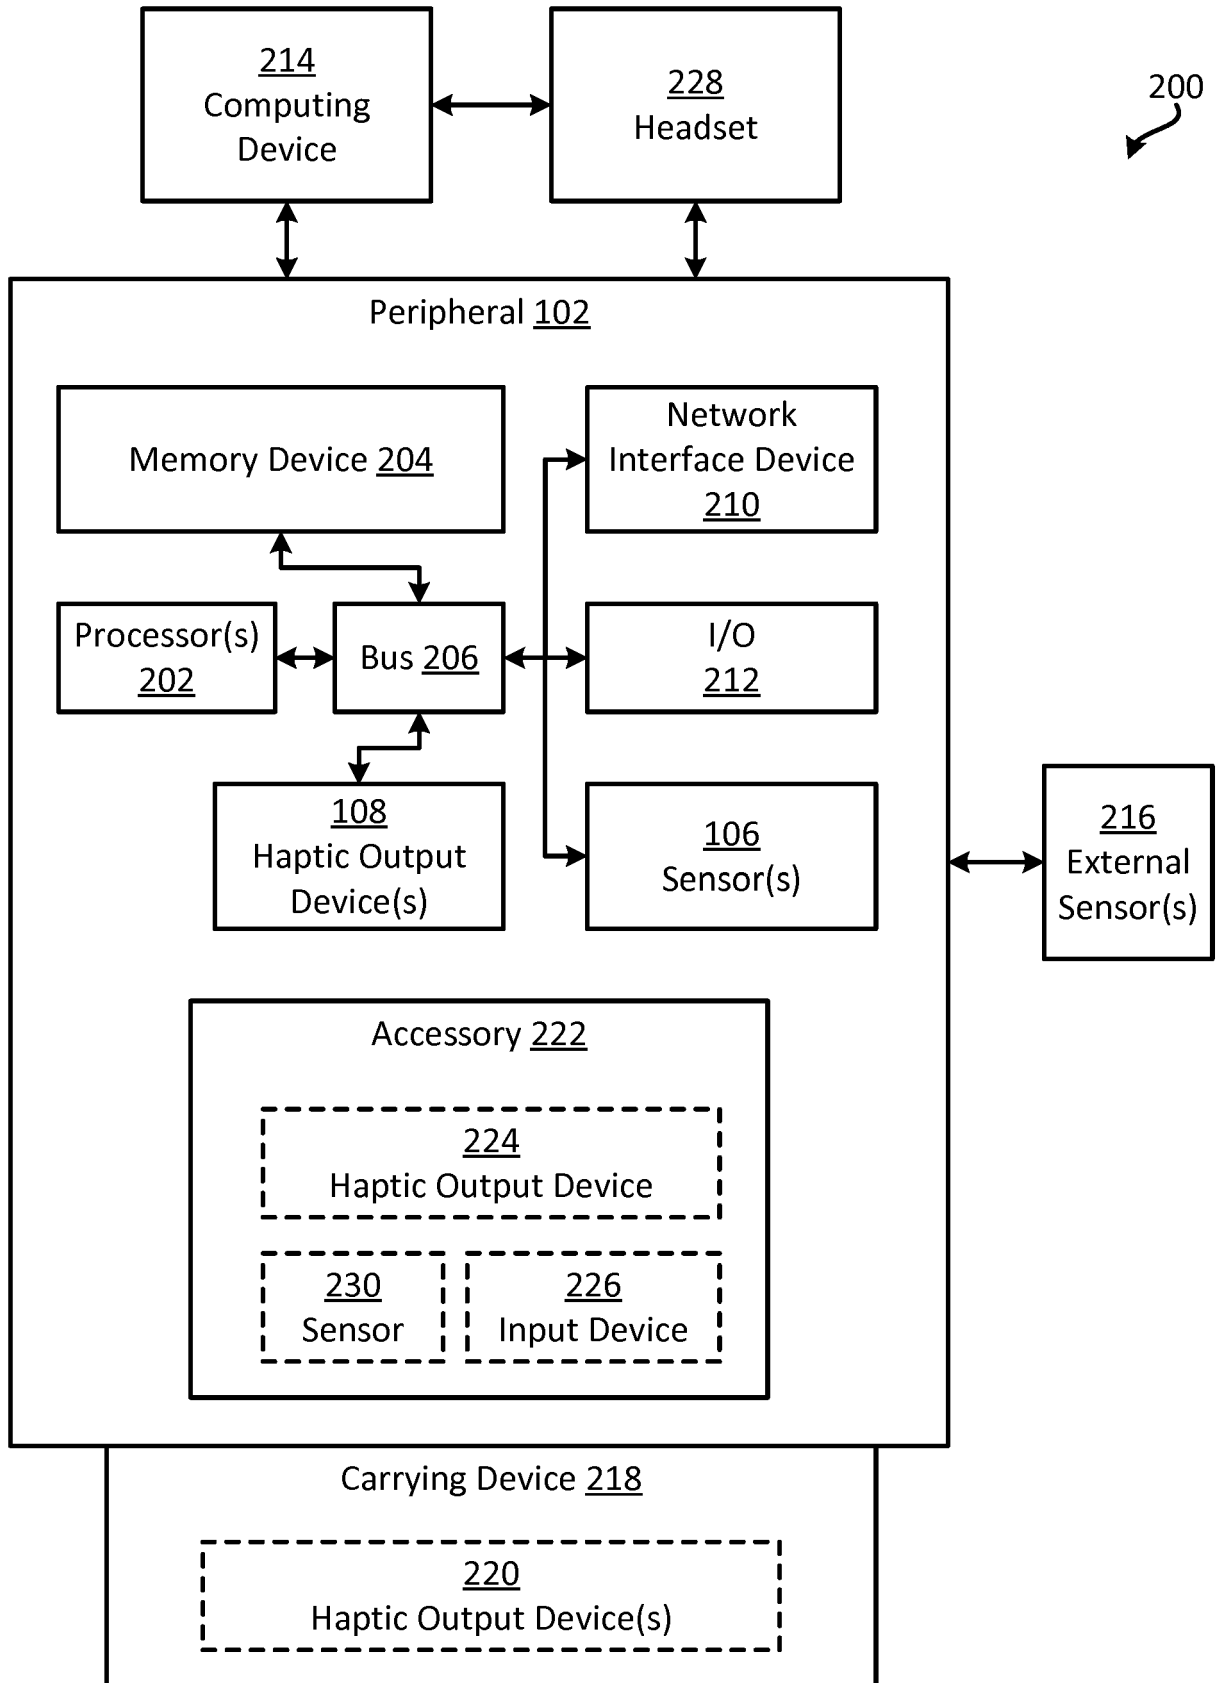 214
Computing
Device
228
Headset
200
Peripheral 102
Memory Device 204
Network
Interface Device
210
Processor(s)
202
Bus 206
I/O
212
108
Haptic Output
Device(s)
106
Sensor(s)
216
External
Sensor(s)
Accessory 222
224
Haptic Output Device
230
Sensor
226
Input Device
Carrying Device 218
220
Haptic Output Device(s)